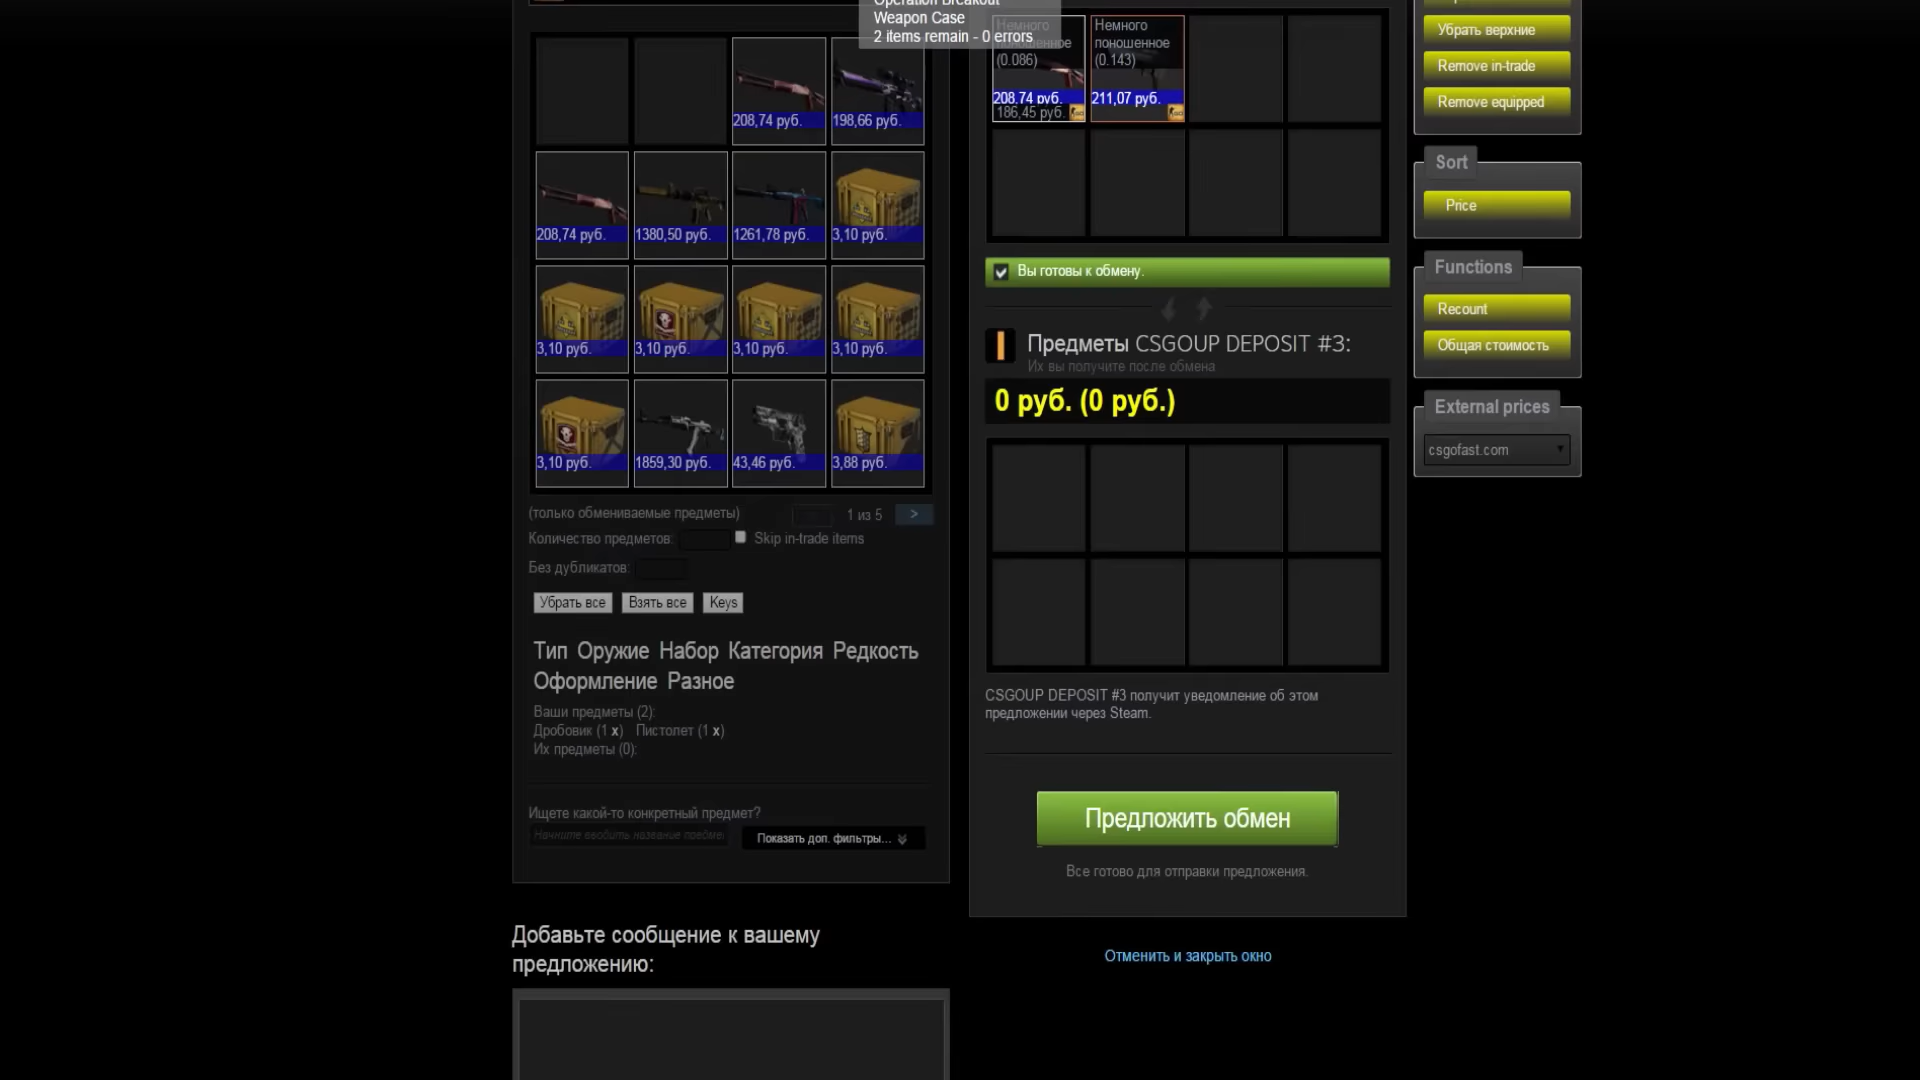 Operation Breakout
Weapon Case
2 items remain - 0 errors
208,74 руб.
198,66 руб.
208,74 руб.
1380,50 руб.
1261,78 руб.
3,10 руб.
3,10 руб.
3,10 руб.
3,10 руб.
3,10 руб.
3,10 руб.
1859,30 руб.
43,46 руб.
3,88 руб.
(только обмениваемые предметы)
1 из 5
>
Количество предметов:
Skip in-trade items
Без дубликатов:
Убрать все
Взять все
Keys
Тип Оружие Набор Категория Редкость
Оформление Разное
Ваши предметы (2):
Дробовик (1 x) Пистолет (1 x)
Их предметы (0):
Ищете какой-то конкретный предмет?
Начните вводить название предме
Показать доп. фильтры...
Добавьте сообщение к вашему
предложению:
Немного
поношенное
(0.086)
208,74 руб.
186,45 руб.
Немного
поношенное
(0.143)
211,07 руб.
Вы готовы к обмену.
Предметы CSGOUP DEPOSIT #3:
Их вы получите после обмена
0 руб. (0 руб.)
CSGOUP DEPOSIT #3 получит уведомление об этом
предложении через Steam.
Предложить обмен
Все готово для отправки предложения.
Отменить и закрыть окно
Убрать верхние
Remove in-trade
Remove equipped
Sort
Price
Functions
Recount
Общая стоимость
External prices
csgofast.com